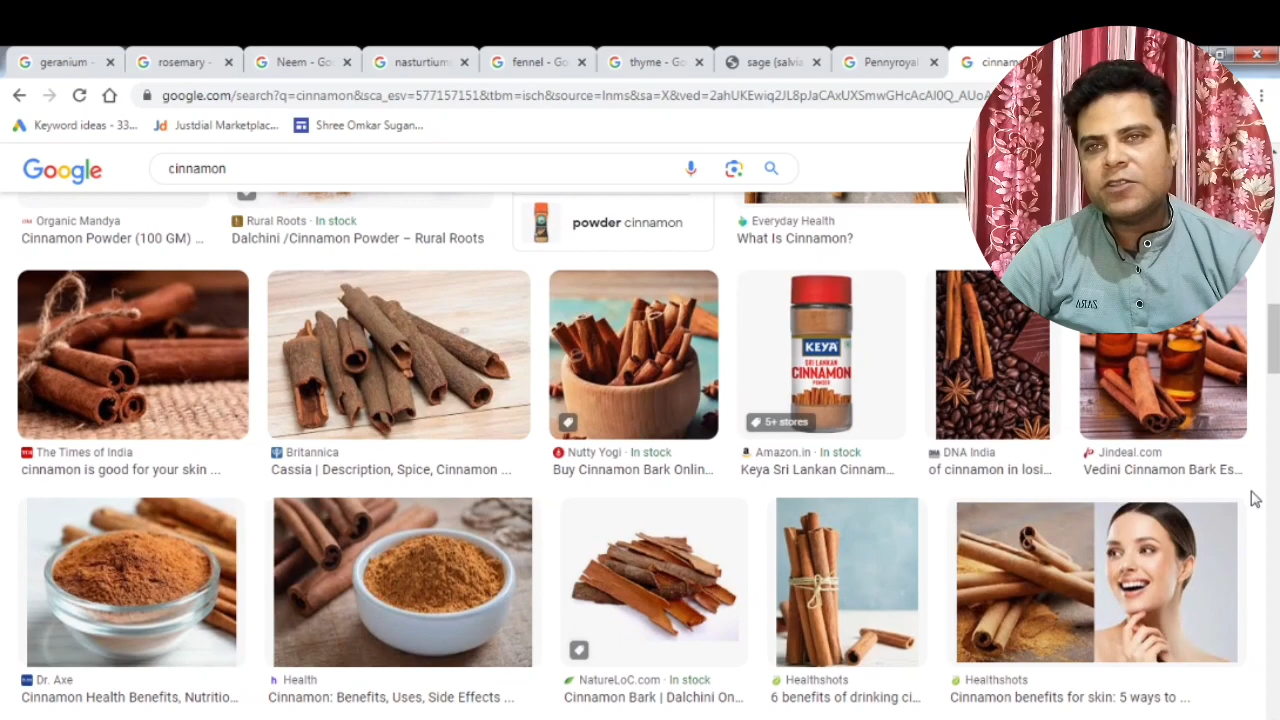 geranium -
rosemary -
Neem - Go
nasturtium
fennel - Go
thyme - Go
sage (salvia
Pennyroyal
cinnam
google.com/search?q=cinnamon&sca_esv=577157151&tbm=isch&source=lnms&sa=X&ved=2ahUKEwiq2JL8pJaCAxUXSmwGHcAcAI0Q_AUoA
Keyword ideas - 33...
Jd Justdial Marketplac...
Shree Omkar Sugan...
Google
cinnamon
Organic Mandya
Cinnamon Powder (100 GM) ...
Rural Roots · In stock
Dalchini /Cinnamon Powder – Rural Roots
powder cinnamon
Everyday Health
What Is Cinnamon?
ZARA
KEYA
SRI LANKAN
CINNAMON
POWDER
5+ stores
The Times of India
cinnamon is good for your skin ...
Britannica
Cassia | Description, Spice, Cinnamon ...
Nutty Yogi · In stock
Buy Cinnamon Bark Onlin...
Amazon.in · In stock
Keya Sri Lankan Cinnam...
DNA India
of cinnamon in losi...
Jindeal.com
Vedini Cinnamon Bark Es...
Dr. Axe
Cinnamon Health Benefits, Nutritio...
Health
Cinnamon: Benefits, Uses, Side Effects ...
NatureLoC.com · In stock
Cinnamon Bark | Dalchini On...
Healthshots
6 benefits of drinking ci...
Healthshots
Cinnamon benefits for skin: 5 ways to ...